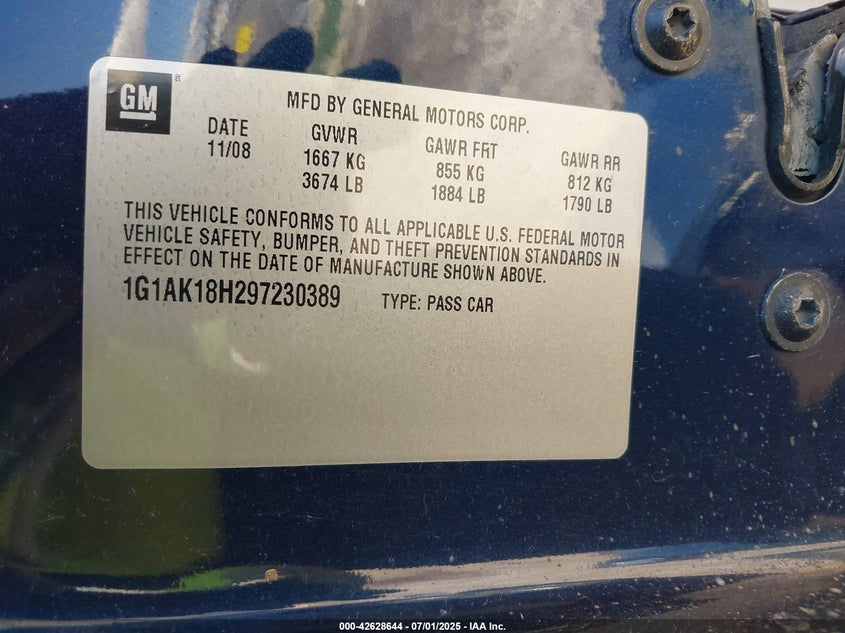 GM
®
MFD BY GENERAL MOTORS CORP.
DATE GVWR GAWR FRT GAWR RR
11/08 1667 KG 855 KG 812 KG
3674 LB 1884 LB 1790 LB
THIS VEHICLE CONFORMS TO ALL APPLICABLE U.S. FEDERAL MOTOR
VEHICLE SAFETY, BUMPER, AND THEFT PREVENTION STANDARDS IN
EFFECT ON THE DATE OF MANUFACTURE SHOWN ABOVE.
1G1AK18H297230389 TYPE: PASS CAR
000-42628644 / 07/01/2025 - IAA Inc.